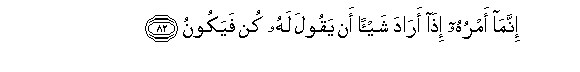 إِنَّمَآ أَمْرُهُۥٓ إِذَآ أَرَادَ شَيْـًٔا أَن يَقُولَ لَهُۥ كُن فَيَكُونُ ٨٢